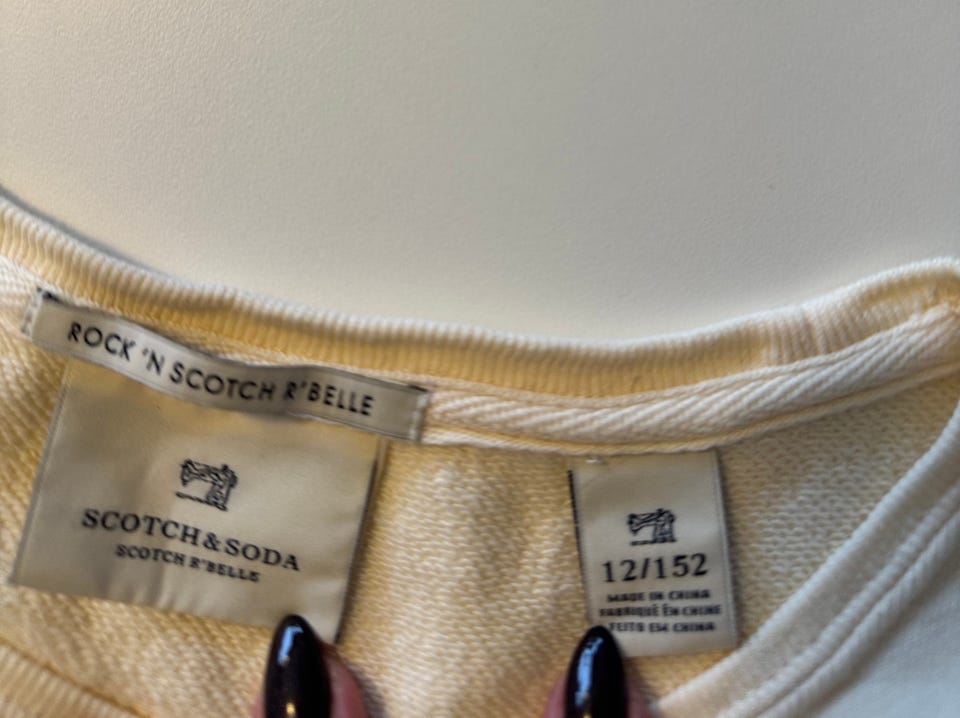 ROCK 'N SCOTCH R'BELLE
SCOTCH & SODA
SCOTCH R'BELLE
12/152
MADE IN CHINA
FABRIQUÉ EN CHINE
FEITO EM CHINA